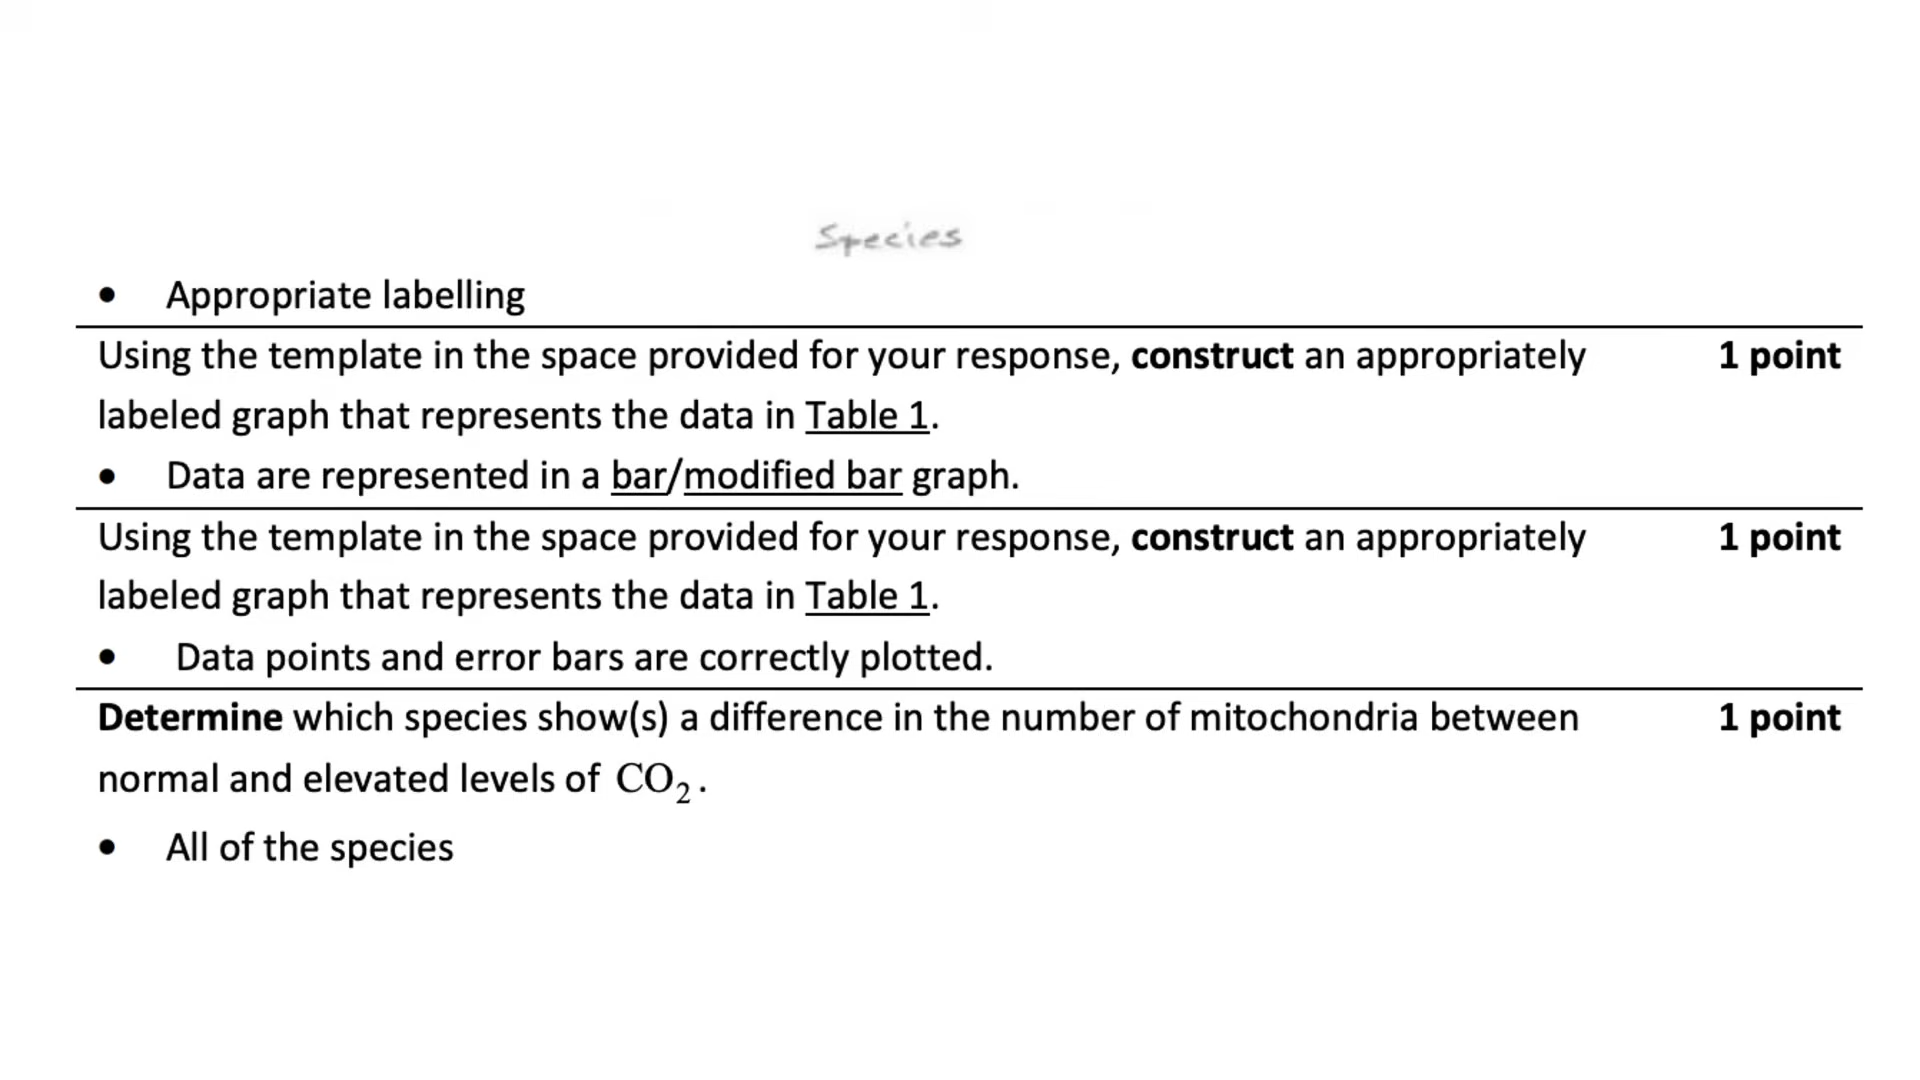 Species
• Appropriate labelling
Using the template in the space provided for your response, construct an appropriately 1 point
labeled graph that represents the data in Table 1.
• Data are represented in a bar/modified bar graph.
Using the template in the space provided for your response, construct an appropriately 1 point
labeled graph that represents the data in Table 1.
• Data points and error bars are correctly plotted.
Determine which species show(s) a difference in the number of mitochondria between 1 point
normal and elevated levels of CO₂.
• All of the species